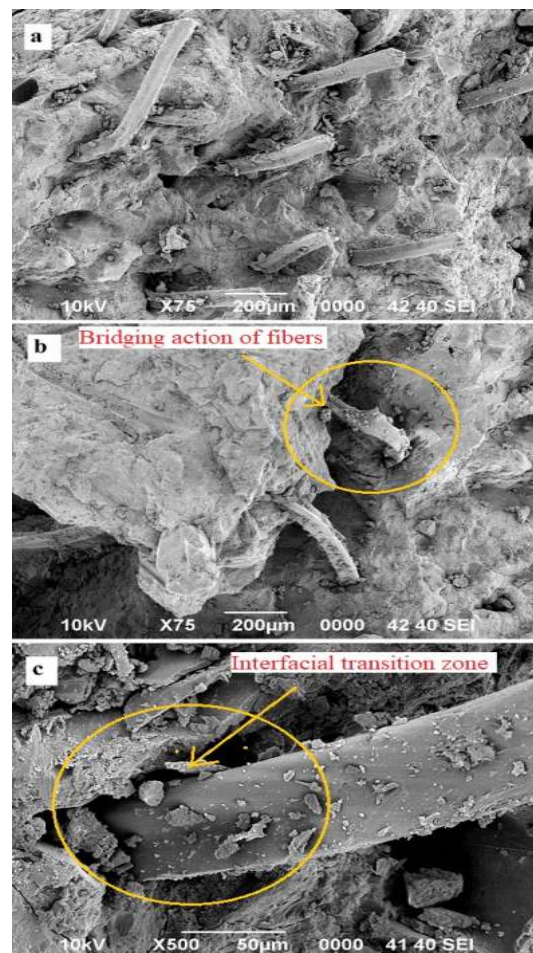 a
10kV X75 200µm 0000 42 40 SEI
b
Bridging action of fibers
10kV X75 200µm 0000 42 40 SEI
c
Interfacial transition zone
10kV X500 50µm 0000 41 40 SEI